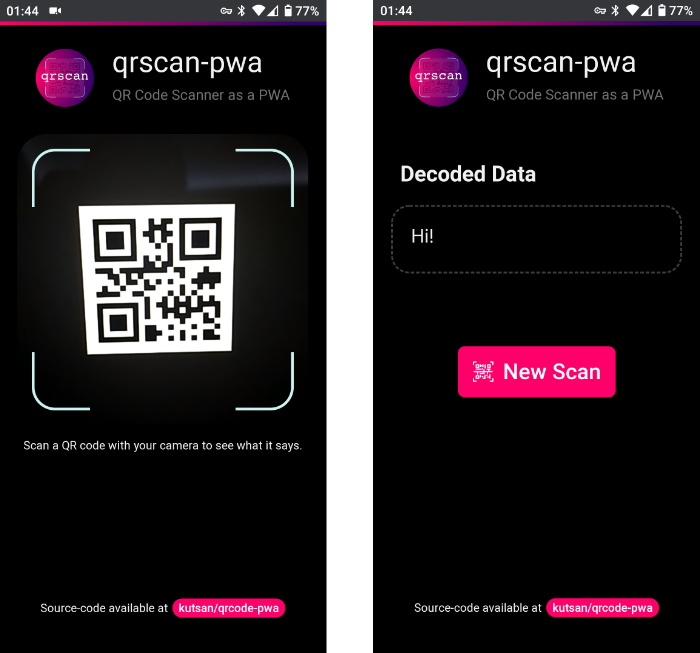 01:44
77%
qrscan
qrscan-pwa
QR Code Scanner as a PWA
Scan a QR code with your camera to see what it says.
Source-code available at kutsan/qrcode-pwa
01:44
77%
qrscan
qrscan-pwa
QR Code Scanner as a PWA
Decoded Data
Hi!
New Scan
Source-code available at kutsan/qrcode-pwa